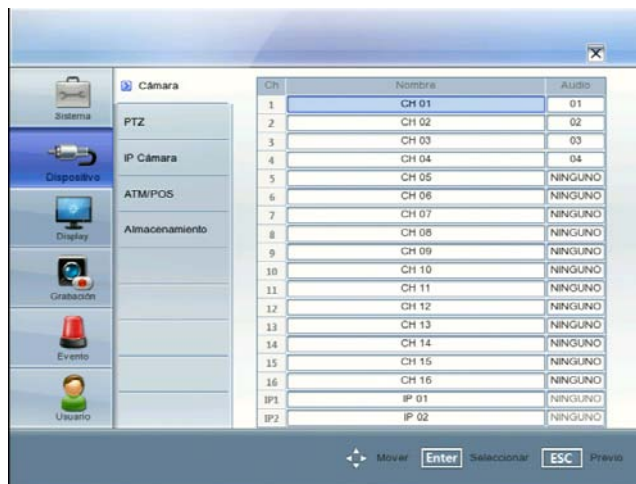 Sistema
Dispositivo
Display
Grabación
Evento
Usuario
Cámara
PTZ
IP Cámara
ATM/POS
Almacenamiento
Ch Nombre Audio
1 CH 01 01
2 CH 02 02
3 CH 03 03
4 CH 04 04
5 CH 05 NINGUNO
6 CH 06 NINGUNO
7 CH 07 NINGUNO
8 CH 08 NINGUNO
9 CH 09 NINGUNO
10 CH 10 NINGUNO
11 CH 11 NINGUNO
12 CH 12 NINGUNO
13 CH 13 NINGUNO
14 CH 14 NINGUNO
15 CH 15 NINGUNO
16 CH 16 NINGUNO
IP1 IP 01 NINGUNO
IP2 IP 02 NINGUNO
Mover Enter Seleccionar ESC Previo